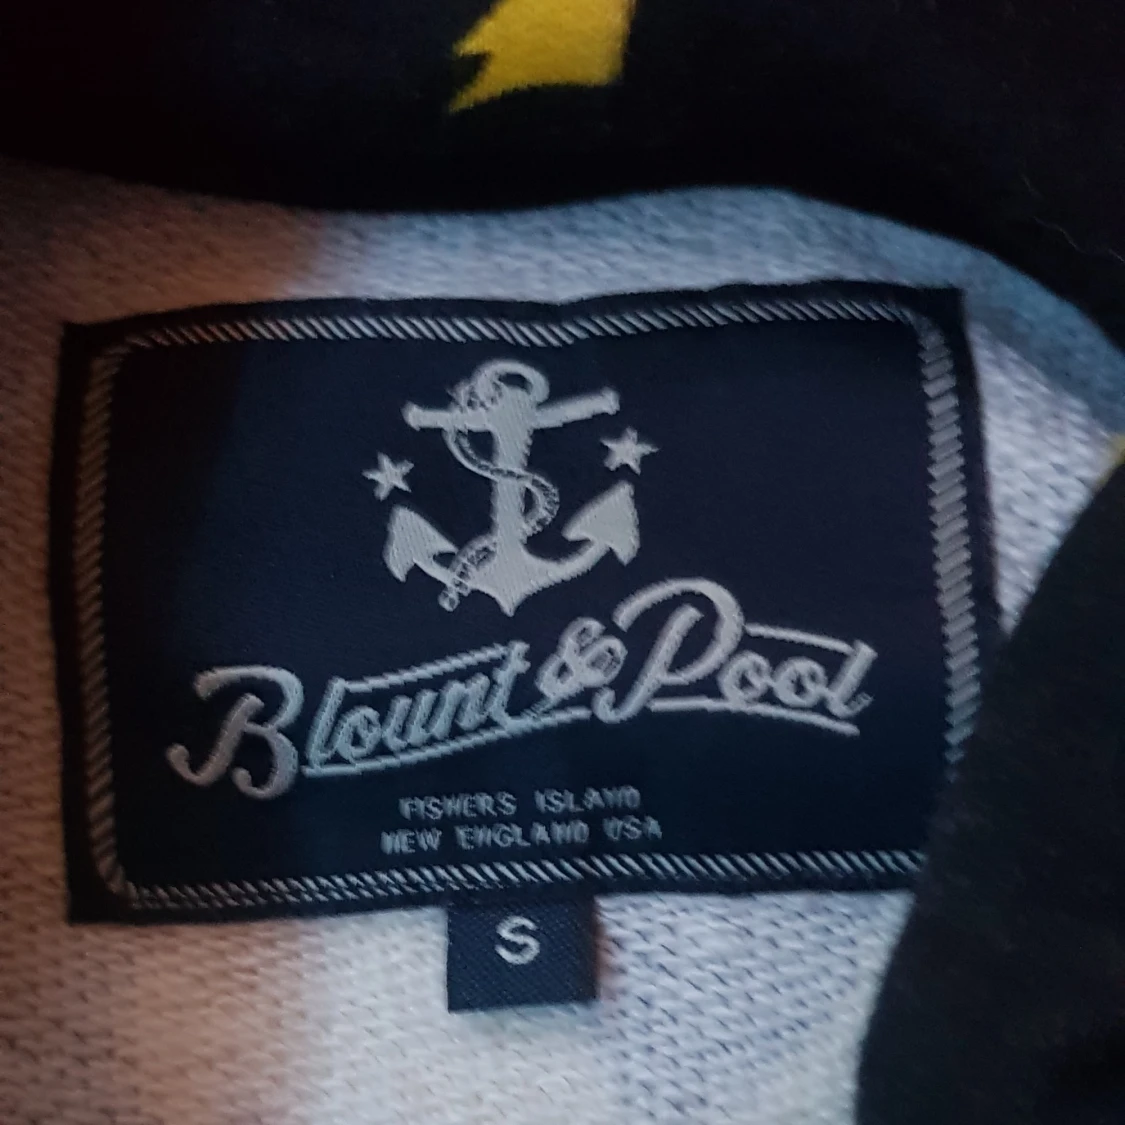 Blount & Pool
FISHERS ISLAND
NEW ENGLAND USA
S